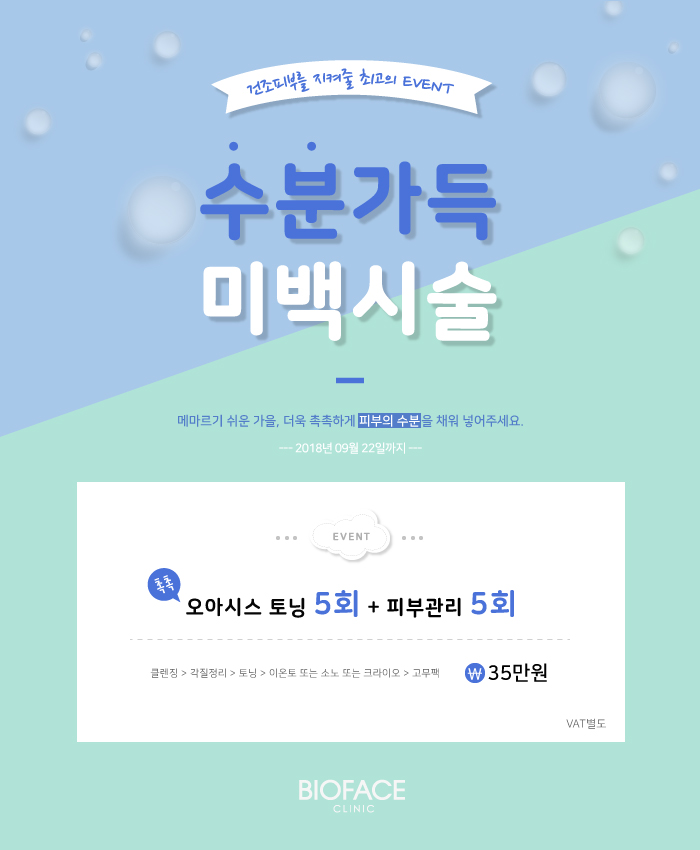 건조피부를 지켜줄 최고의 EVENT
수분가득
미백시술
메마르기 쉬운 가을, 더욱 촉촉하게 피부의 수분을 채워 넣어주세요.
---- 2018년 09월 22일까지 ----
EVENT
톡톡
오아시스 토닝 5회 + 피부관리 5회
클렌징 > 각질정리 > 토닝 > 이온토 또는 소노 또는 크라이오 > 고무팩
₩ 35만원
VAT별도
BIOFACE
CLINIC